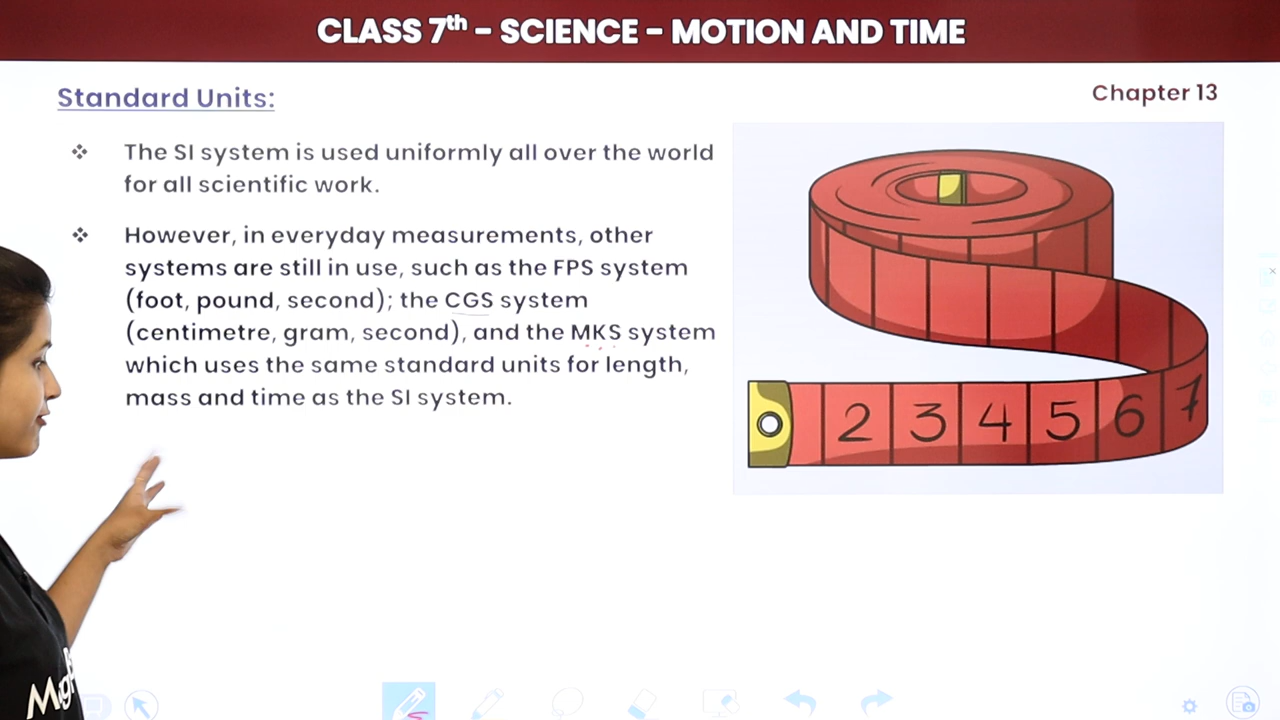 CLASS 7th - SCIENCE - MOTION AND TIME
Standard Units:
Chapter 13
❖ The SI system is used uniformly all over the world
for all scientific work.
❖ However, in everyday measurements, other
systems are still in use, such as the FPS system
(foot, pound, second); the CGS system
(centimetre, gram, second), and the MKS system
which uses the same standard units for length,
mass and time as the SI system.
2 3 4 5 6 7